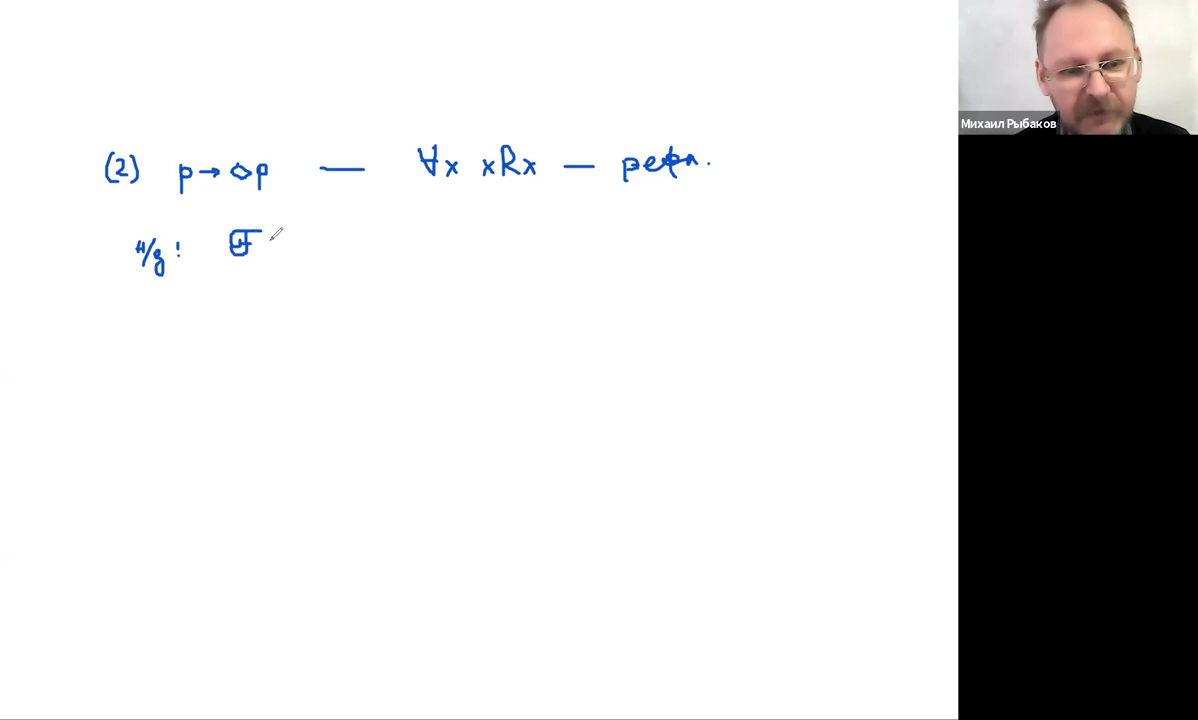 (2) p → ◇p — ∀x xRx — рефл.
н/з! F
Михаил Рыбаков